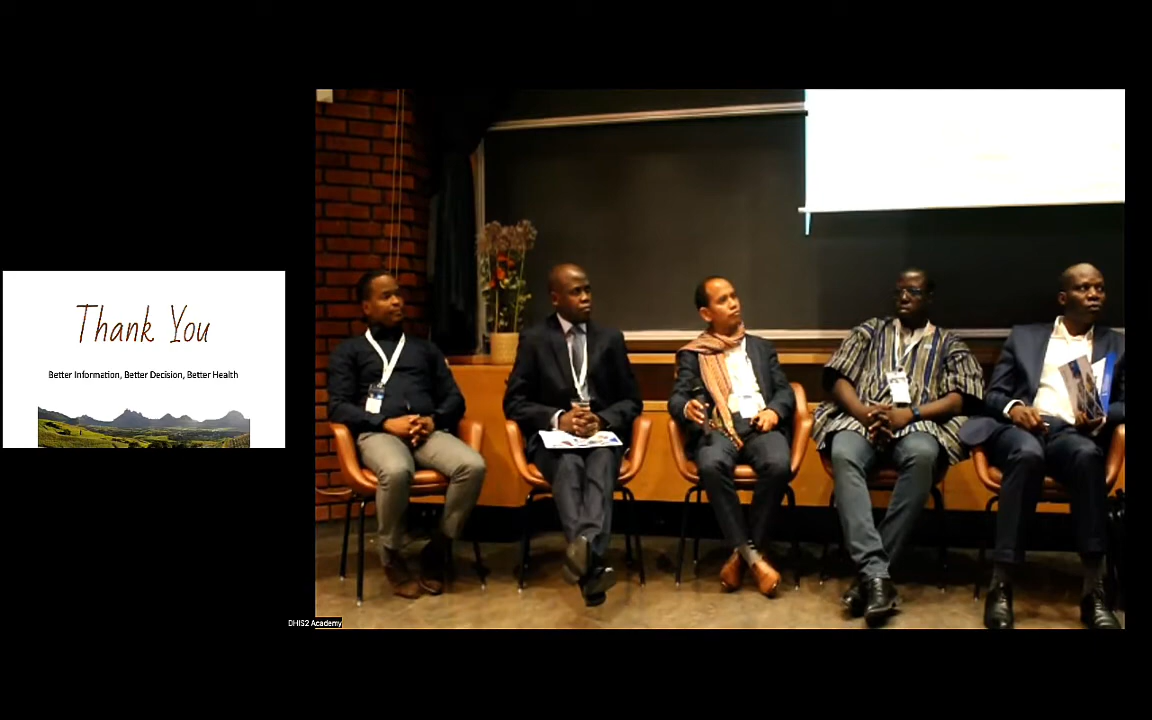 Thank You
Better Information, Better Decision, Better Health
DHIS2 Academy